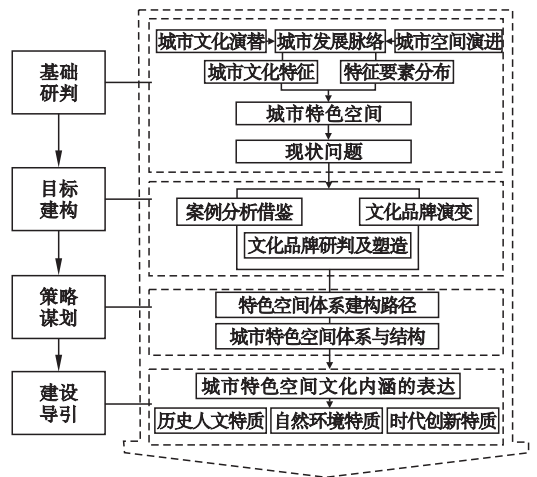 基础
研判
城市文化演替
城市发展脉络
城市空间演进
城市文化特征
特征要素分布
城市特色空间
现状问题
目标
建构
案例分析借鉴
文化品牌演变
文化品牌研判及塑造
策略
谋划
特色空间体系建构路径
城市特色空间体系与结构
建设
导引
城市特色空间文化内涵的表达
历史人文特质
自然环境特质
时代创新特质